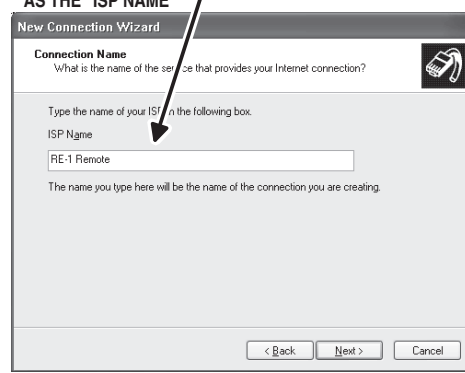 AS THE "ISP NAME"
New Connection Wizard
Connection Name
What is the name of the service that provides your Internet connection?
Type the name of your ISP in the following box.
ISP Name
RE-1 Remote
The name you type here will be the name of the connection you are creating.
< Back
Next >
Cancel